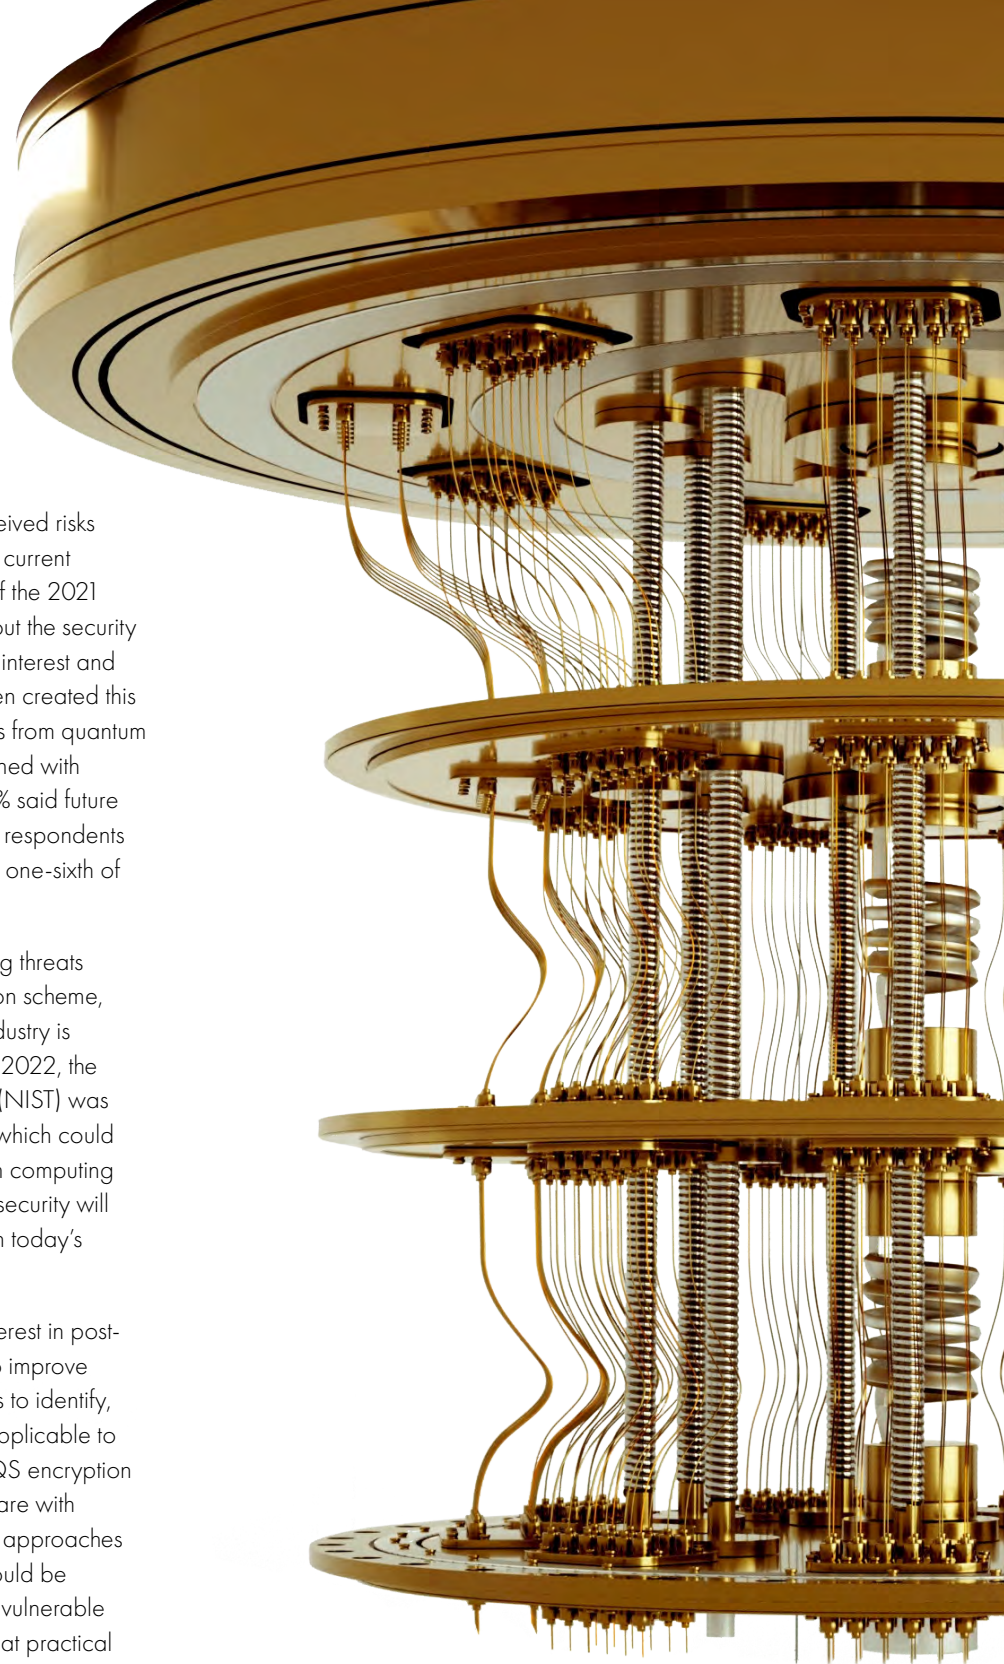 ceived risks
current
f the 2021
out the security
interest and
en created this
s from quantum
ned with
% said future
respondents
one-sixth of
g threats
on scheme,
dustry is
2022, the
(NIST) was
which could
n computing
security will
n today's
erest in post-
o improve
s to identify,
pplicable to
QS encryption
are with
approaches
ould be
vulnerable
at practical